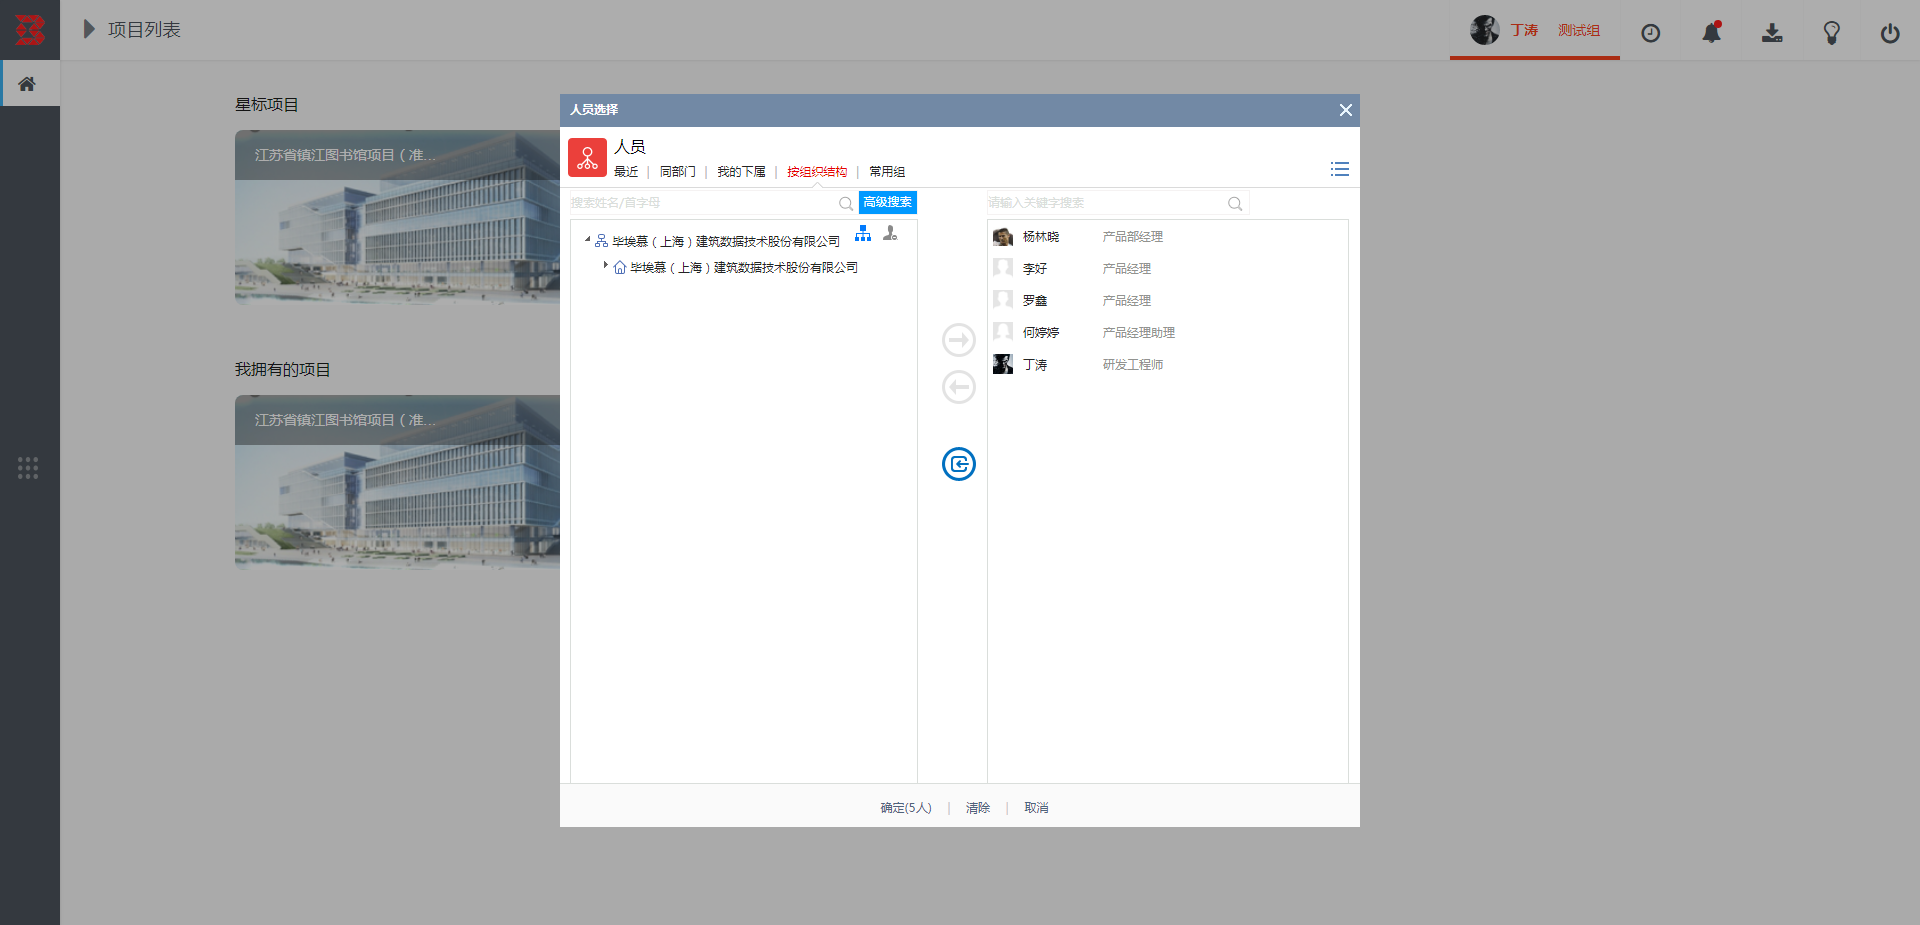 项目列表
丁涛 测试组
星标项目
江苏省镇江图书馆项目（准...
我拥有的项目
江苏省镇江图书馆项目（准...
人员选择
人员
最近 | 同部门 | 我的下属 | 按组织结构 | 常用组
搜索姓名/首字母 高级搜索
毕埃慕（上海）建筑数据技术股份有限公司
毕埃慕（上海）建筑数据技术股份有限公司
请输入关键字搜索
杨林晓 产品部经理
李好 产品经理
罗鑫 产品经理
何婷婷 产品经理助理
丁涛 研发工程师
确定(5人) | 清除 | 取消